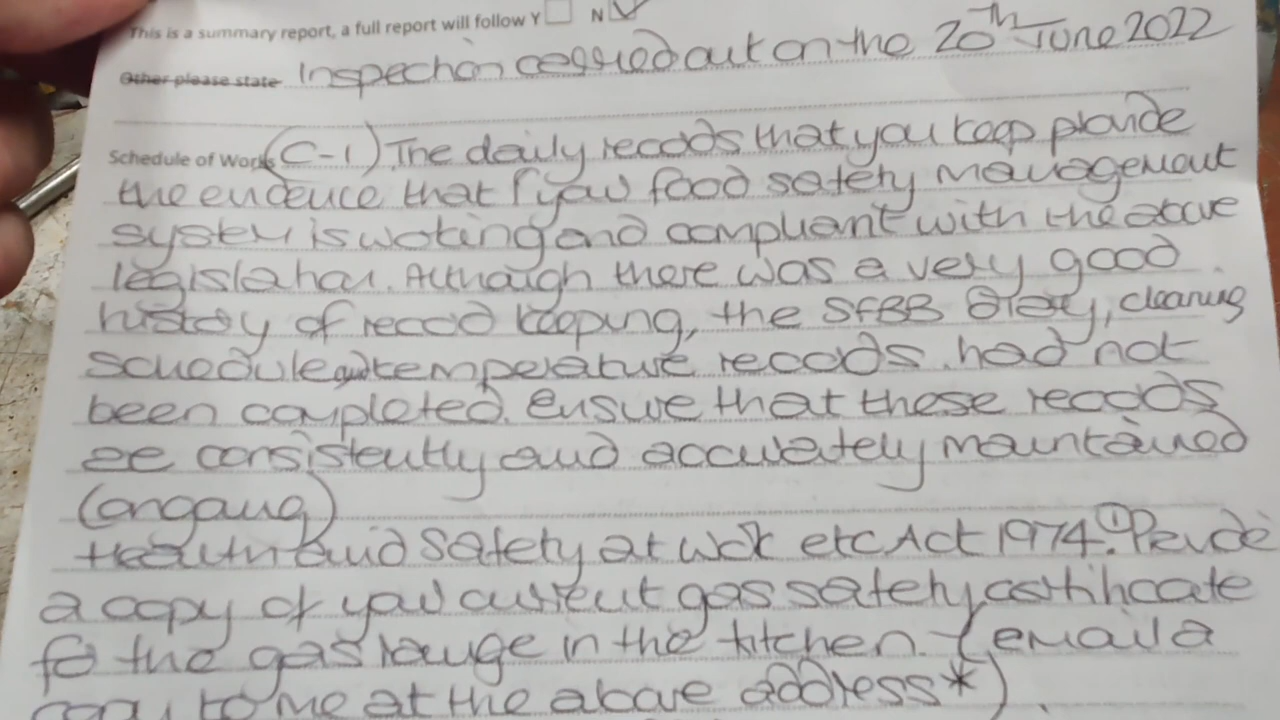 This is a summary report, a full report will follow Y N
Other please state Inspection carried out on the 20th June 2022
Schedule of Works (C-1). The daily records that you keep provide
the evidence that your food safety management
system is working and compliant with the above
legislation. Although there was a very good
history of record keeping, the SFBB diary, cleaning
schedule and temperature records had not
been completed. Ensure that these records
are consistently and accurately maintained
(ongoing)
Health and Safety at Work etc Act 1974. ① Provide
a copy of your current gas safety certificate
for the gas range in the kitchen. (email a
copy to me at the above address*).